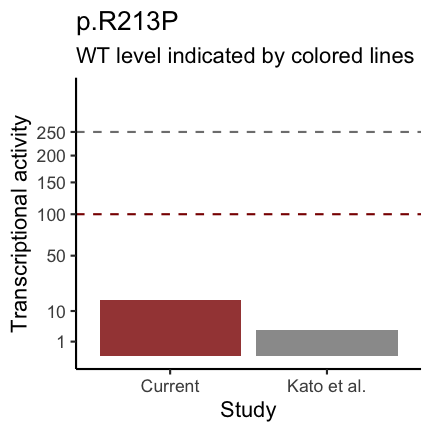 p.R213P
WT level indicated by colored lines
Transcriptional activity
250
200
150
100
50
10
1
Current
Kato et al.
Study